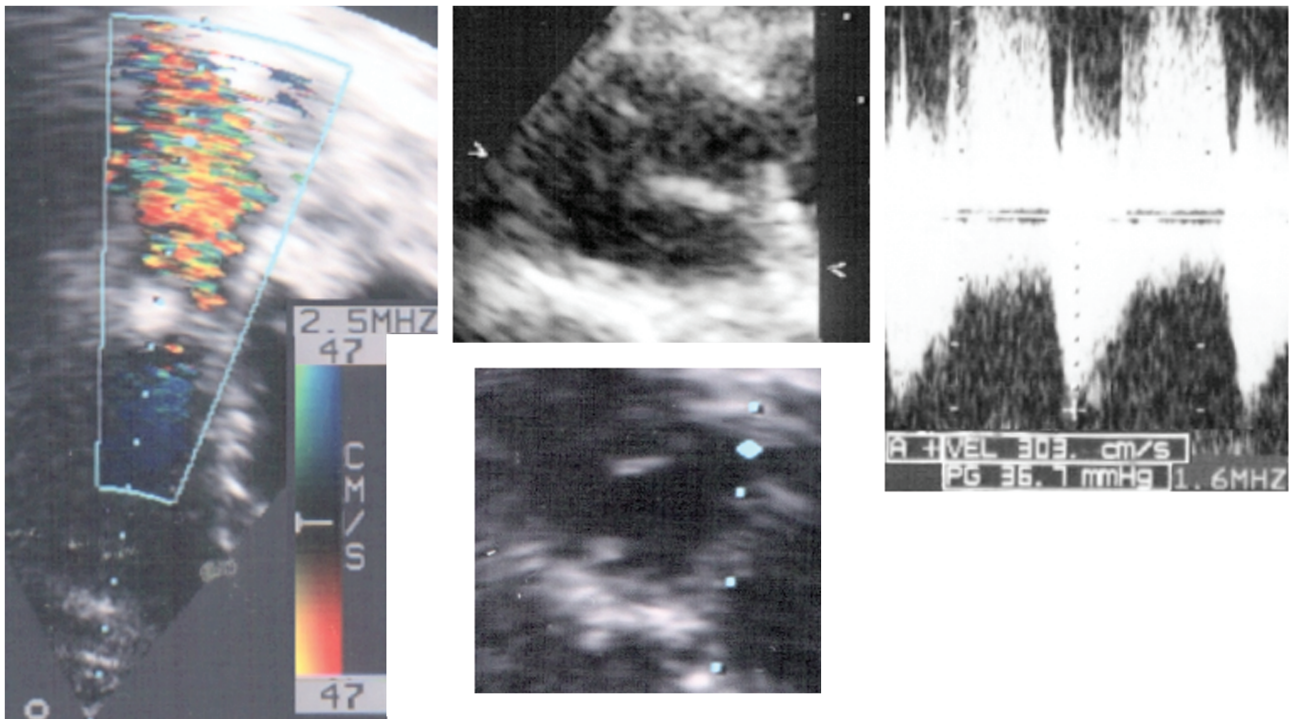 2.5MHZ
47
CM/S
47
A + VEL 303. cm/s
PG 36.7 mmHg 1.6MHZ